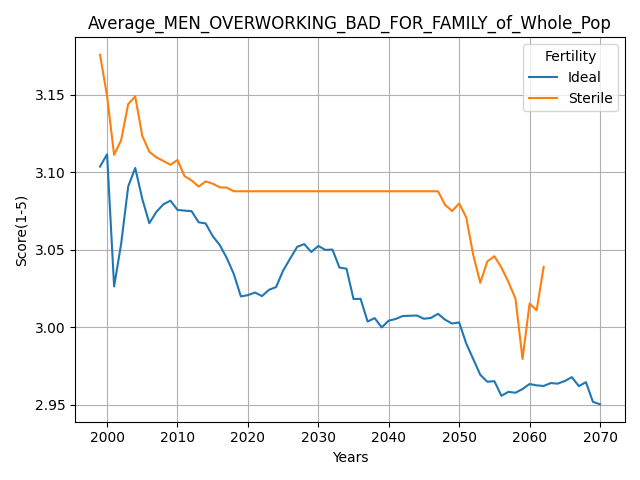 Average_MEN_OVERWORKING_BAD_FOR_FAMILY_of_Whole_Pop
Fertility
Ideal
Sterile
3.15
3.10
3.05
3.00
2.95
Score(1-5)
2000 2010 2020 2030 2040 2050 2060 2070
Years